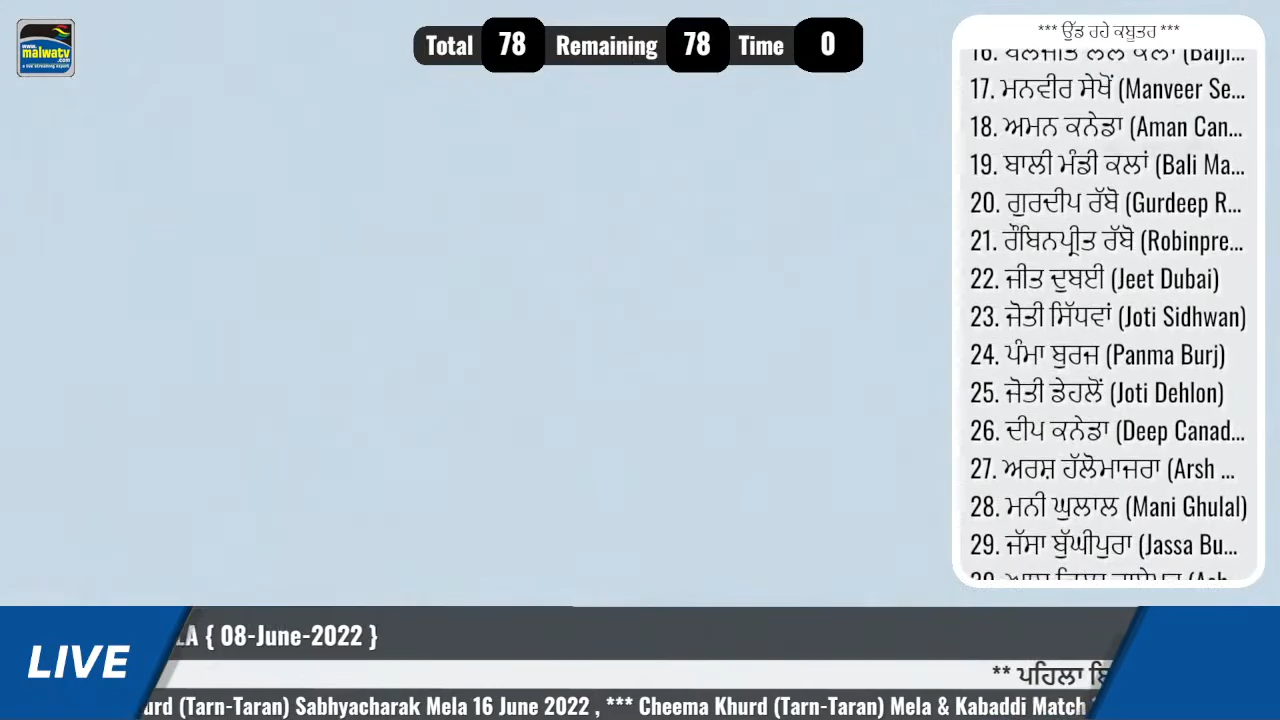 www.
malwatv
.com
a live streaming expert
Total 78 Remaining 78 Time 0
*** ਉੱਡ ਰਹੇ ਕਬੂਤਰ ***
17. ਮਨਵੀਰ ਸੇਖੋਂ (Manveer Se...
18. ਅਮਨ ਕਨੇਡਾ (Aman Can...
19. ਬਾਲੀ ਮੰਡੀ ਕਲਾਂ (Bali Ma...
20. ਗੁਰਦੀਪ ਰੱਬੋ (Gurdeep R...
21. ਰੌਬਿਨਪ੍ਰੀਤ ਰੱਬੋ (Robinpre...
22. ਜੀਤ ਦੁਬਈ (Jeet Dubai)
23. ਜੋਤੀ ਸਿੱਧਵਾਂ (Joti Sidhwan)
24. ਪੰਮਾ ਬੁਰਜ (Panma Burj)
25. ਜੋਤੀ ਡੇਹਲੋਂ (Joti Dehlon)
26. ਦੀਪ ਕਨੇਡਾ (Deep Canad...
27. ਅਰਸ਼ ਹੱਲੋਮਾਜਰਾ (Arsh ...
28. ਮਨੀ ਘੁਲਾਲ (Mani Ghulal)
29. ਜੱਸਾ ਬੁੱਘੀਪੁਰਾ (Jassa Bu...
LA { 08-June-2022 }
LIVE
** ਪਹਿਲਾ
urd (Tarn-Taran) Sabhyacharak Mela 16 June 2022 , *** Cheema Khurd (Tarn-Taran) Mela & Kabaddi Match